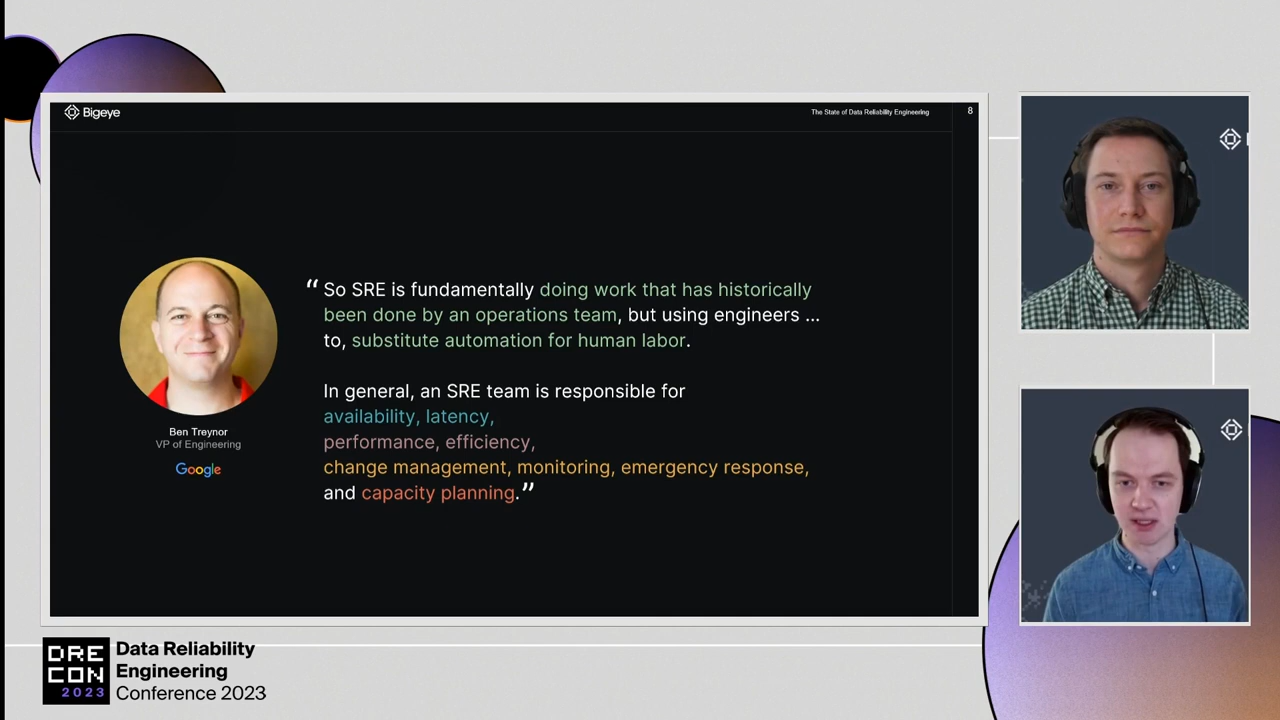 Bigeye
The State of Data Reliability Engineering
8
“ So SRE is fundamentally doing work that has historically
been done by an operations team, but using engineers ...
to, substitute automation for human labor.
In general, an SRE team is responsible for
availability, latency,
performance, efficiency,
change management, monitoring, emergency response,
and capacity planning.”
Ben Treynor
VP of Engineering
Google
DRE
CON
2023
Data Reliability
Engineering
Conference 2023